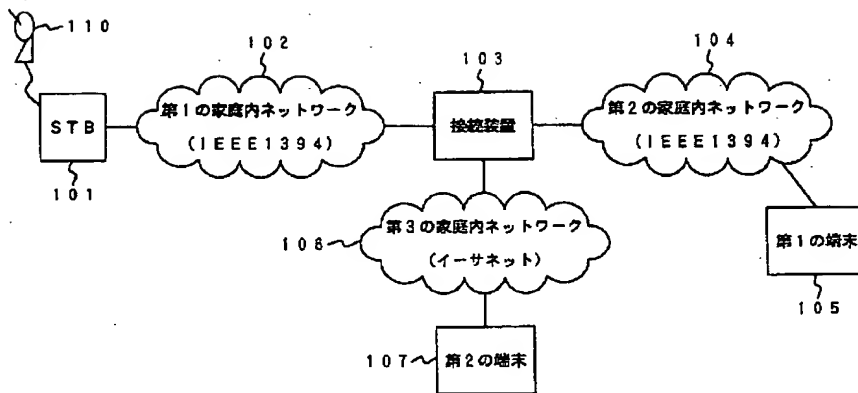 110
102
103
104
STB
101
第1の家庭内ネットワーク
(IEEE1394)
接続装置
第2の家庭内ネットワーク
(IEEE1394)
第3の家庭内ネットワーク
(イーサネット)
106
第1の端末
105
107
第2の端末